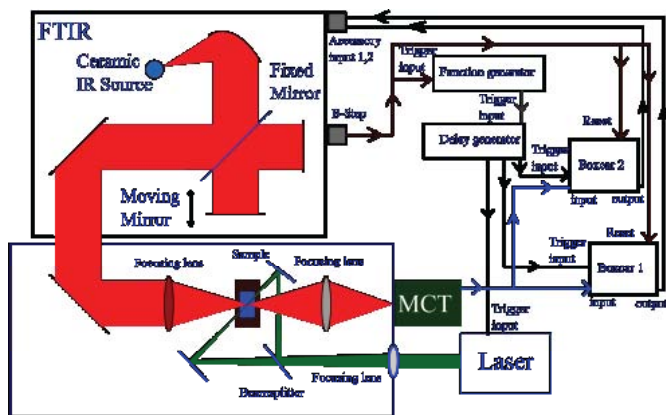 FTIR
Ceramic
IR Source
Fixed
Mirror
Moving
Mirror
Accessory
input 1,2
E-Step
Trigger
input
Function generator
Trigger
input
Delay generator
Trigger
input
Reset
Boxcar 2
input
output
Reset
Trigger
input
Boxcar 1
input
output
Focusing lens
Sample
Focusing lens
MCT
Trigger
input
Laser
Beamsplitter
Focusing lens